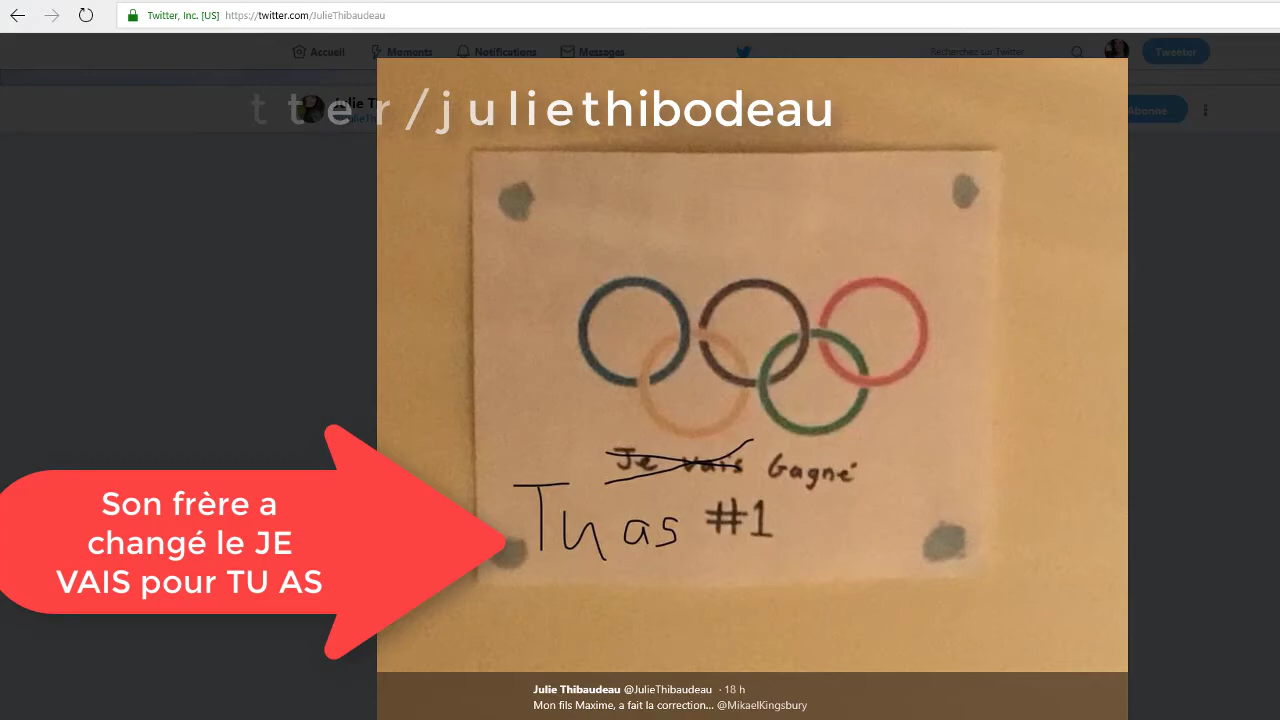 Twitter, Inc. [US] https://twitter.com/JulieThibaudeau
Accueil Moments Notifications Messages Recherchez sur Twitter Tweeter
tter/juliethibodeau
Abonné
Je vais Gagné
Tu as #1
Son frère a
changé le JE
VAIS pour TU AS
Julie Thibaudeau @JulieThibaudeau · 18 h
Mon fils Maxime, a fait la correction... @MikaelKingsbury